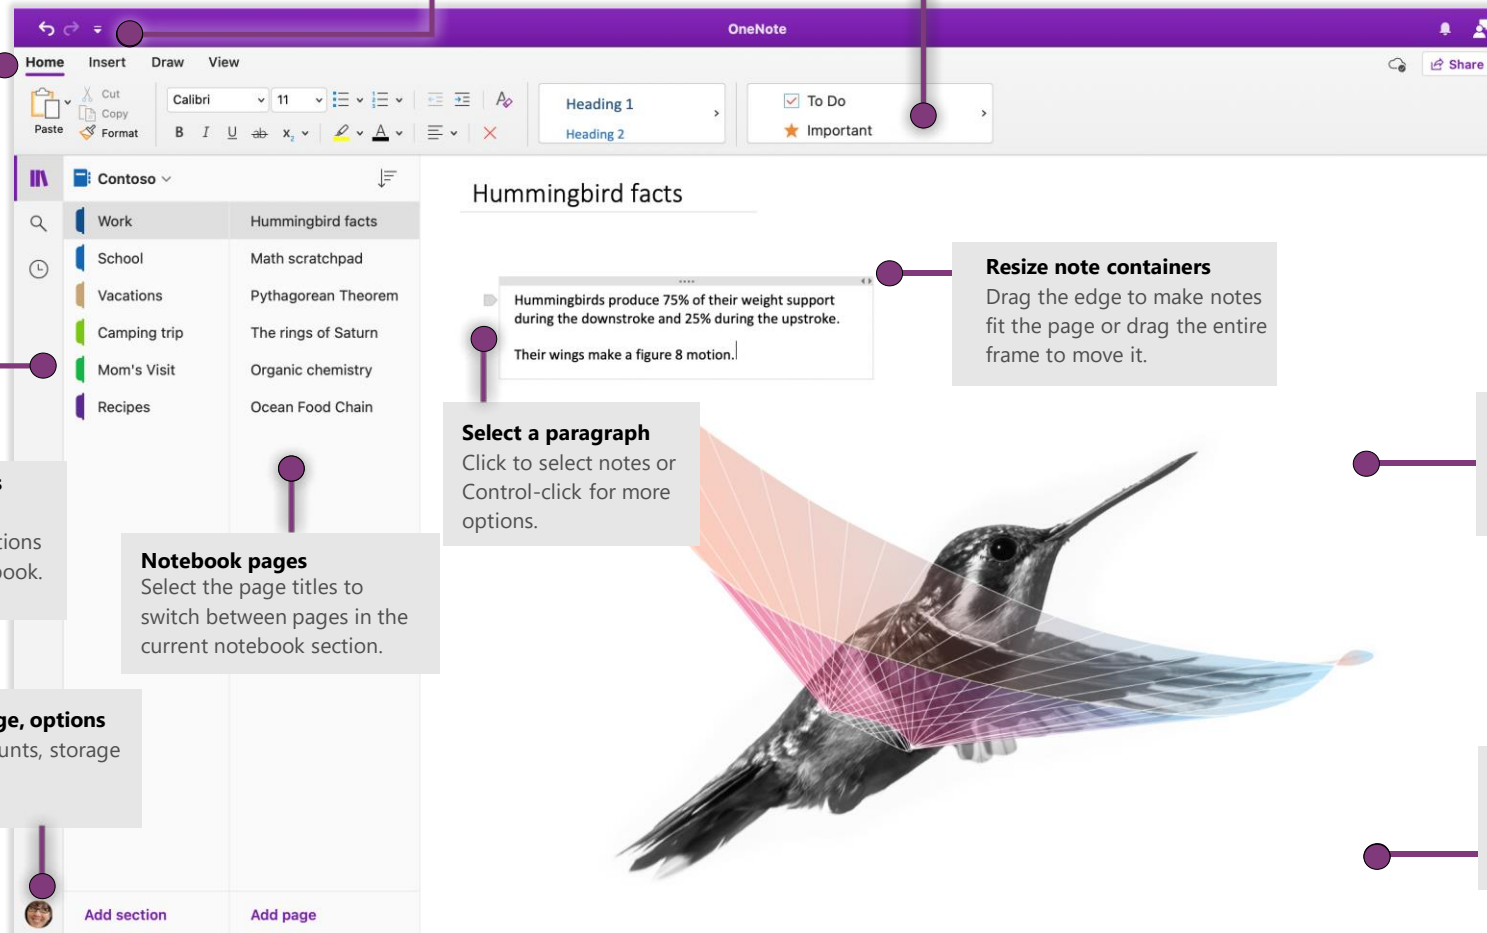 OneNote
Home Insert Draw View
Share
Cut
Copy
Paste
Format
Calibri 11
B I U ab x₂ A
Heading 1
Heading 2
To Do
Important
Contoso
Work
School
Vacations
Camping trip
Mom's Visit
Recipes
Hummingbird facts
Math scratchpad
Pythagorean Theorem
The rings of Saturn
Organic chemistry
Ocean Food Chain
Hummingbird facts
Hummingbirds produce 75% of their weight support
during the downstroke and 25% during the upstroke.
Their wings make a figure 8 motion.
Resize note containers
Drag the edge to make notes
fit the page or drag the entire
frame to move it.
Select a paragraph
Click to select notes or
Control-click for more
options.
Notebook pages
Select the page titles to
switch between pages in the
current notebook section.
options
storage
Add section
Add page